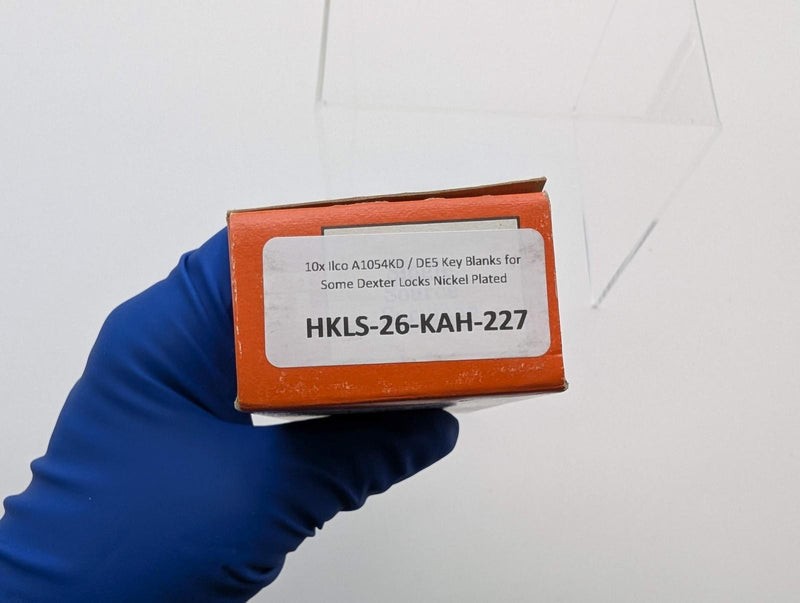 10x Ilco A1054KD / DE5 Key Blanks for
Some Dexter Locks Nickel Plated
HKLS-26-KAH-227